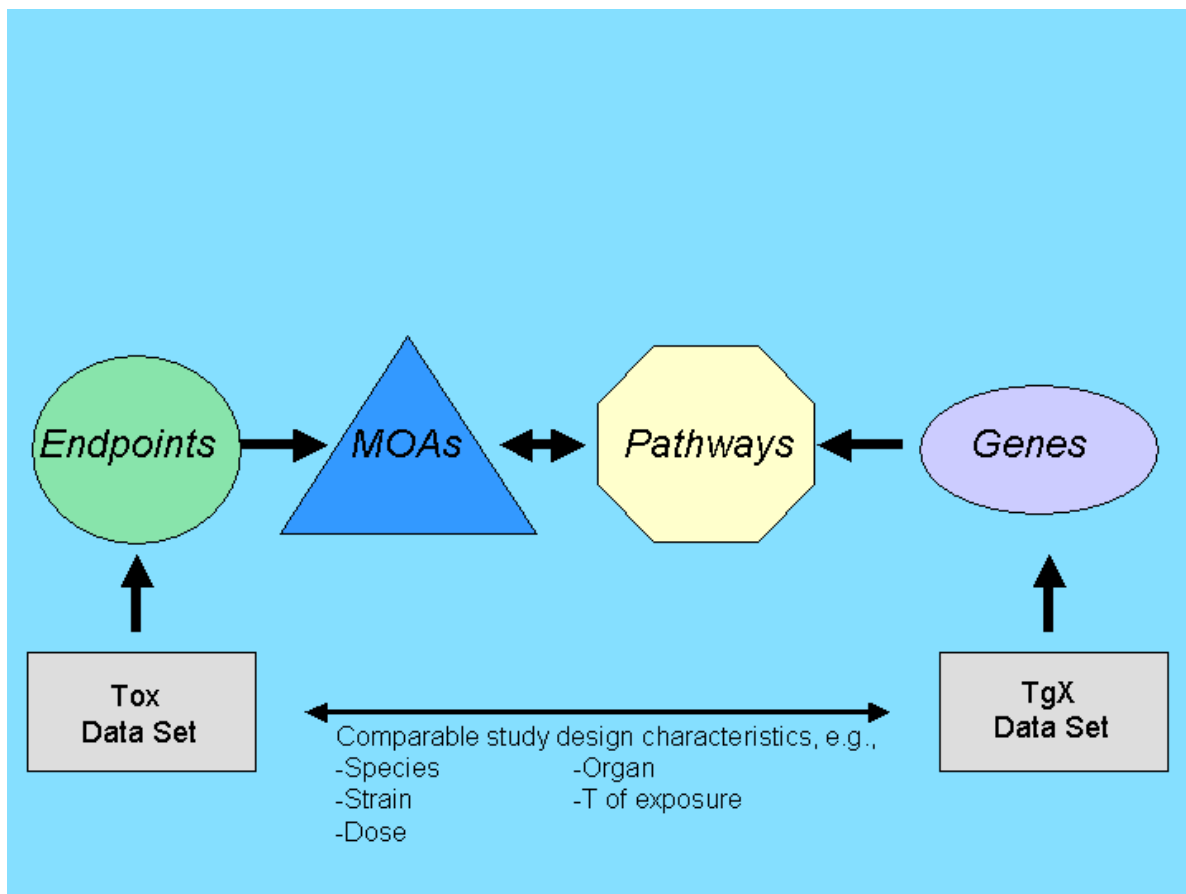 Endpoints
MOAs
Pathways
Genes
Tox
Data Set
TgX
Data Set
Comparable study design characteristics, e.g.,
-Species -Organ
-Strain -T of exposure
-Dose